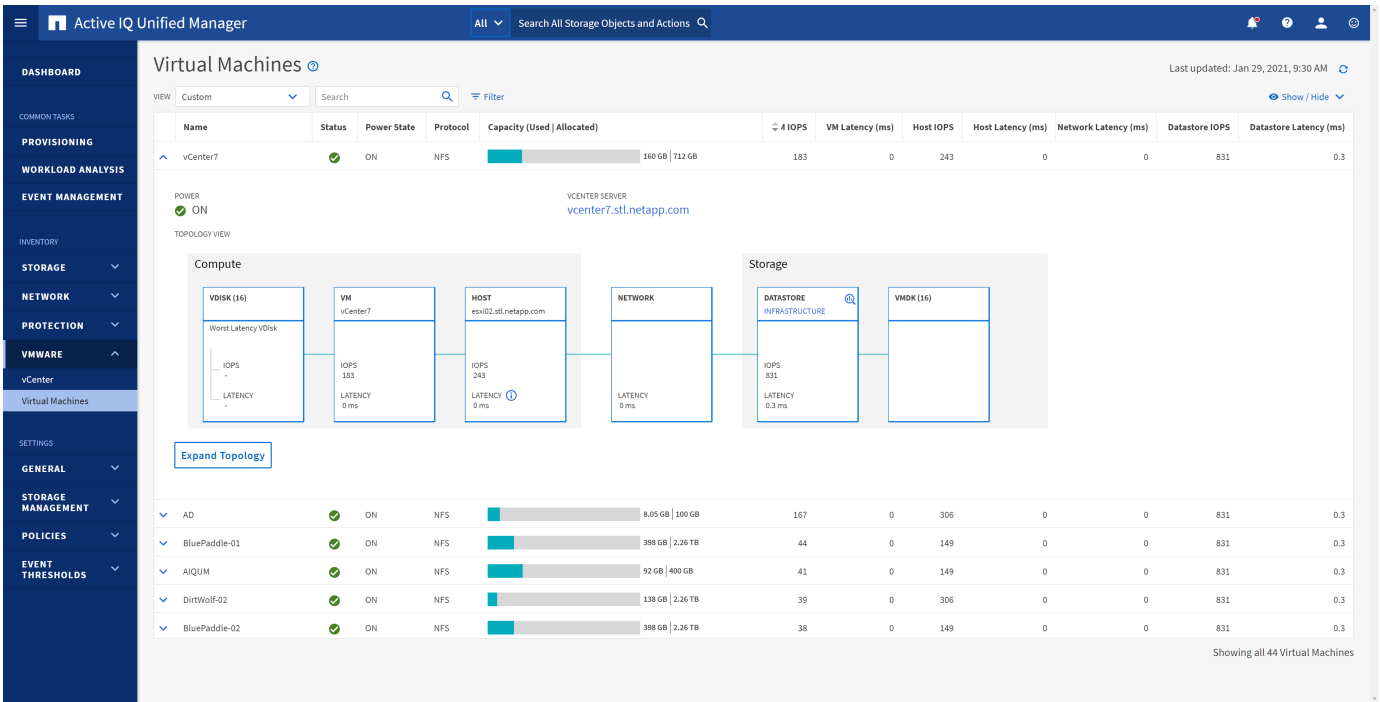 Active IQ Unified Manager
All
Search All Storage Objects and Actions
DASHBOARD
COMMON TASKS
PROVISIONING
WORKLOAD ANALYSIS
EVENT MANAGEMENT
INVENTORY
STORAGE
NETWORK
PROTECTION
VMWARE
vCenter
Virtual Machines
SETTINGS
GENERAL
STORAGE
MANAGEMENT
POLICIES
EVENT
THRESHOLDS
Virtual Machines
Last updated: Jan 29, 2021, 9:30 AM
VIEW Custom Search Filter Show / Hide
Name Status Power State Protocol Capacity (Used | Allocated) IOPS VM Latency (ms) Host IOPS Host Latency (ms) Network Latency (ms) Datastore IOPS Datastore Latency (ms)
vCenter7 ON NFS 160 GB | 712 GB 183 0 243 0 0 831 0.3
POWER
ON
VCENTER SERVER
vcenter7.stl.netapp.com
TOPOLOGY VIEW
Compute
VDISK (16)
Worst Latency VDisk
IOPS
-
LATENCY
-
VM
vCenter7
IOPS
183
LATENCY
0 ms
HOST
esxi02.stl.netapp.com
IOPS
243
LATENCY
0 ms
NETWORK
LATENCY
0 ms
Storage
DATASTORE
INFRASTRUCTURE
IOPS
831
LATENCY
0.3 ms
VMDK (16)
Expand Topology
AD ON NFS 8.05 GB | 100 GB 167 0 306 0 0 831 0.3
BluePaddle-01 ON NFS 398 GB | 2.26 TB 44 0 149 0 0 831 0.3
AIQUM ON NFS 92 GB | 400 GB 41 0 149 0 0 831 0.3
DirtWolf-02 ON NFS 138 GB | 2.26 TB 39 0 306 0 0 831 0.3
BluePaddle-02 ON NFS 398 GB | 2.26 TB 38 0 149 0 0 831 0.3
Showing all 44 Virtual Machines